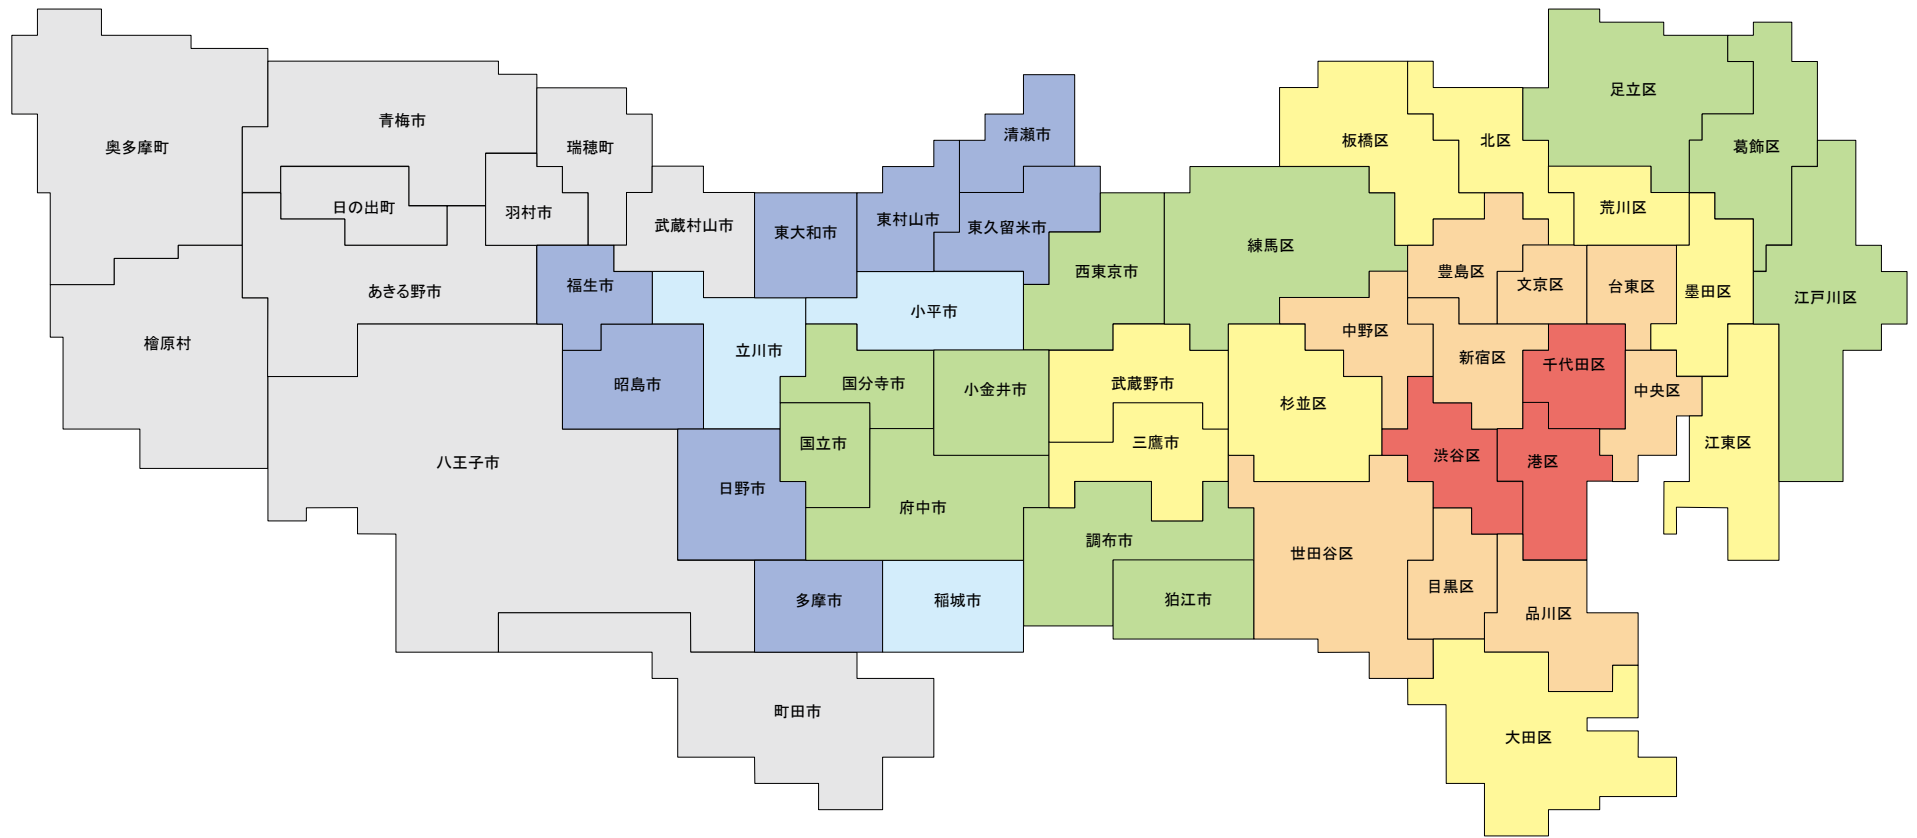 足立区
青梅市
清瀬市
板橋区
北区
奥多摩町
瑞穂町
葛飾区
日の出町
羽村市
荒川区
武蔵村山市
東大和市
東村山市
東久留米市
練馬区
西東京市
豊島区
文京区
台東区
墨田区
あきる野市
福生市
江戸川区
小平市
中野区
檜原村
立川市
新宿区
千代田区
昭島市
国分寺市
小金井市
武蔵野市
中央区
杉並区
国立市
三鷹市
江東区
八王子市
渋谷区
港区
日野市
府中市
調布市
世田谷区
目黒区
多摩市
稲城市
狛江市
品川区
町田市
大田区